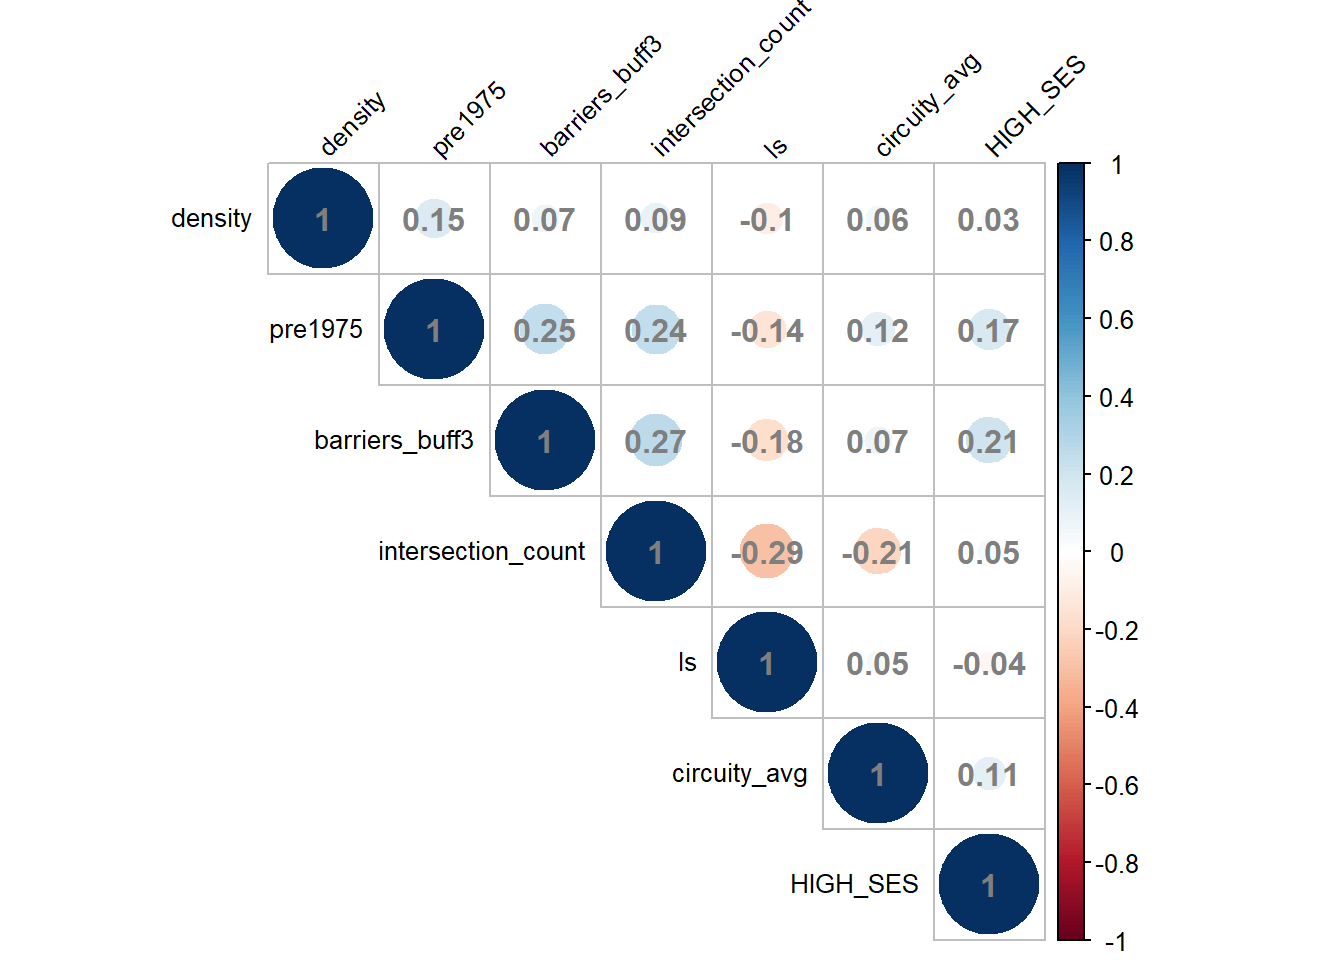 density pre1975 barriers_buff3 intersection_count ls circuity_avg HIGH_SES
density 1 0.15 0.07 0.09 -0.1 0.06 0.03
pre1975 1 0.25 0.24 -0.14 0.12 0.17
barriers_buff3 1 0.27 -0.18 0.07 0.21
intersection_count 1 -0.29 -0.21 0.05
ls 1 0.05 -0.04
circuity_avg 1 0.11
HIGH_SES 1
1
0.8
0.6
0.4
0.2
0
-0.2
-0.4
-0.6
-0.8
-1